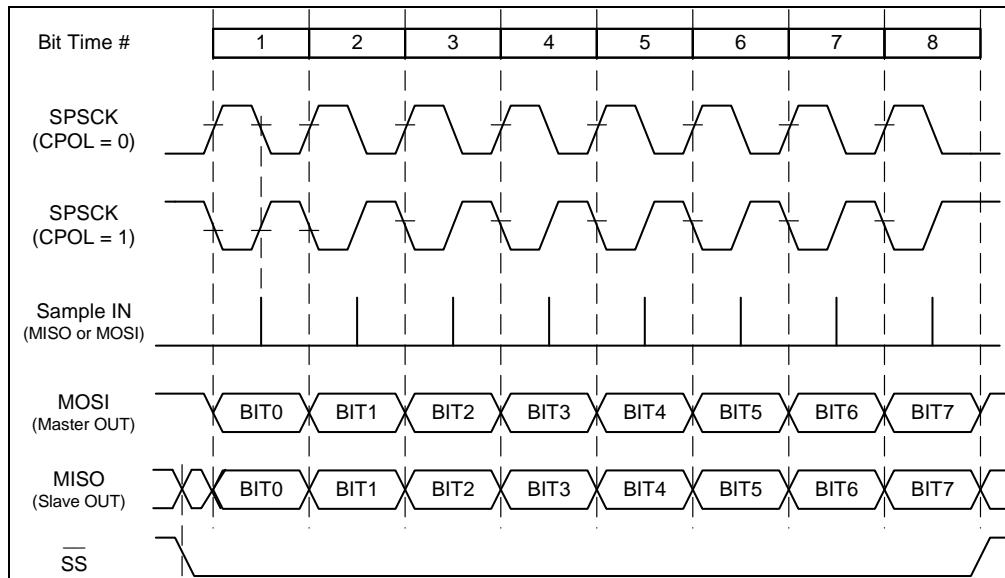 Bit Time # 1 2 3 4 5 6 7 8
SPSCK
(CPOL = 0)
SPSCK
(CPOL = 1)
Sample IN
(MISO or MOSI)
MOSI
(Master OUT)
BIT0 BIT1 BIT2 BIT3 BIT4 BIT5 BIT6 BIT7
MISO
(Slave OUT)
BIT0 BIT1 BIT2 BIT3 BIT4 BIT5 BIT6 BIT7
S̅S̅